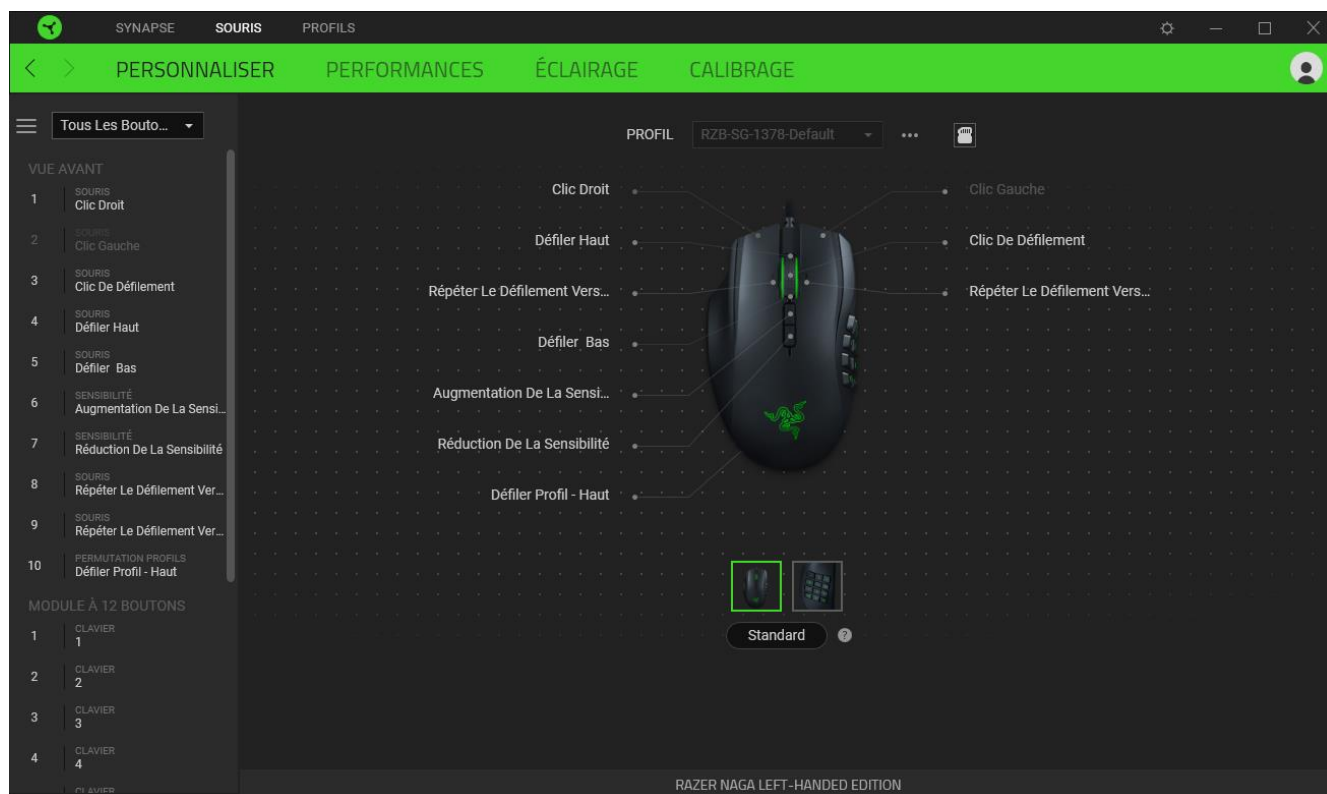 SYNAPSE SOURIS PROFILS
PERSONNALISER PERFORMANCES ÉCLAIRAGE CALIBRAGE
Tous Les Bouto...
PROFIL RZB-SG-1378-Default
VUE AVANT
1 SOURIS
Clic Droit
2 SOURIS
Clic Gauche
3 SOURIS
Clic De Défilement
4 SOURIS
Défiler Haut
5 SOURIS
Défiler Bas
6 SENSIBILITÉ
Augmentation De La Sensi...
7 SENSIBILITÉ
Réduction De La Sensibilité
8 SOURIS
Répéter Le Défilement Ver...
9 SOURIS
Répéter Le Défilement Ver...
10 PERMUTATION PROFILS
Défiler Profil - Haut
MODULE À 12 BOUTONS
1 CLAVIER
1
2 CLAVIER
2
3 CLAVIER
3
4 CLAVIER
4
CLAVIER
Clic Droit
Défiler Haut
Répéter Le Défilement Vers...
Défiler Bas
Augmentation De La Sensi...
Réduction De La Sensibilité
Défiler Profil - Haut
Clic Gauche
Clic De Défilement
Répéter Le Défilement Vers...
Standard ?
RAZER NAGA LEFT-HANDED EDITION